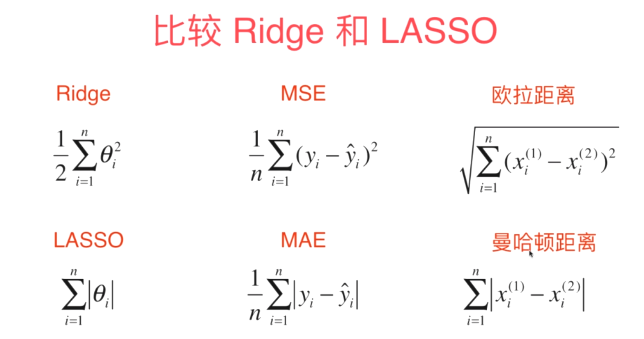 比较 Ridge 和 LASSO
Ridge MSE 欧拉距离
$\frac{1}{2}\sum_{i=1}^{n}\theta_i^2$ $\frac{1}{n}\sum_{i=1}^{n}(y_i-\hat{y}_i)^2$ $\sqrt{\sum_{i=1}^{n}(x_i^{(1)}-x_i^{(2)})^2}$
LASSO MAE 曼哈顿距离
$\sum_{i=1}^{n}|\theta_i|$ $\frac{1}{n}\sum_{i=1}^{n}|y_i-\hat{y}_i|$ $\sum_{i=1}^{n}|x_i^{(1)}-x_i^{(2)}|$